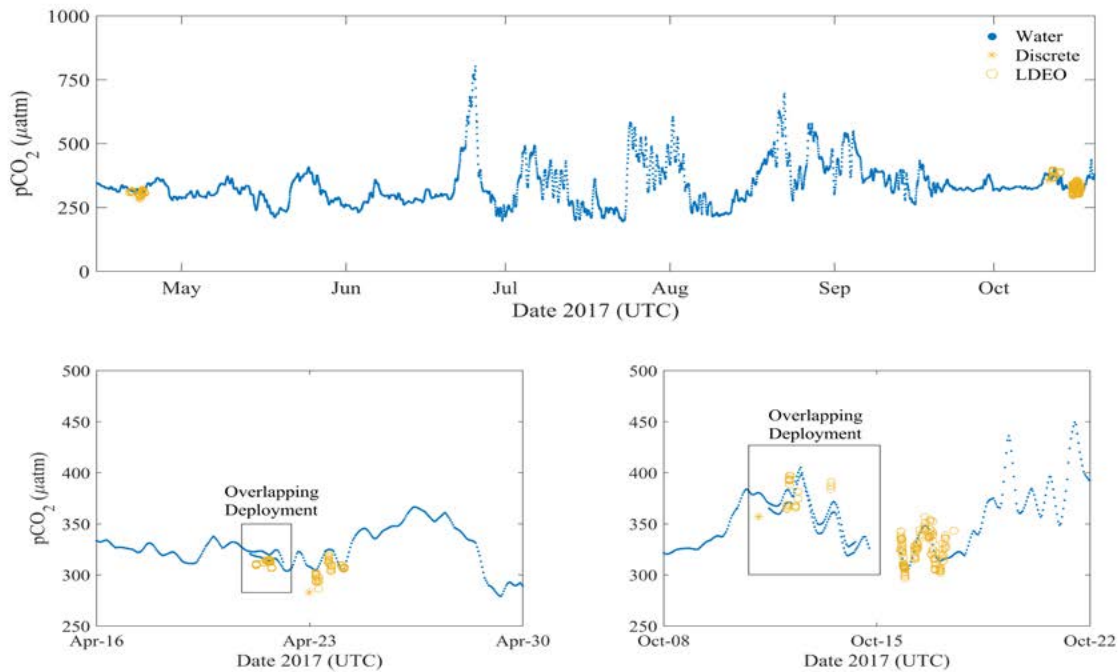 1000
750
500
250
0
pCO2 (µatm)
Water
Discrete
LDEO
May Jun Jul Aug Sep Oct
Date 2017 (UTC)
500
450
400
350
300
250
pCO2 (µatm)
Overlapping
Deployment
Apr-16 Apr-23 Apr-30
Date 2017 (UTC)
500
450
400
350
300
250
Overlapping
Deployment
Oct-08 Oct-15 Oct-22
Date 2017 (UTC)